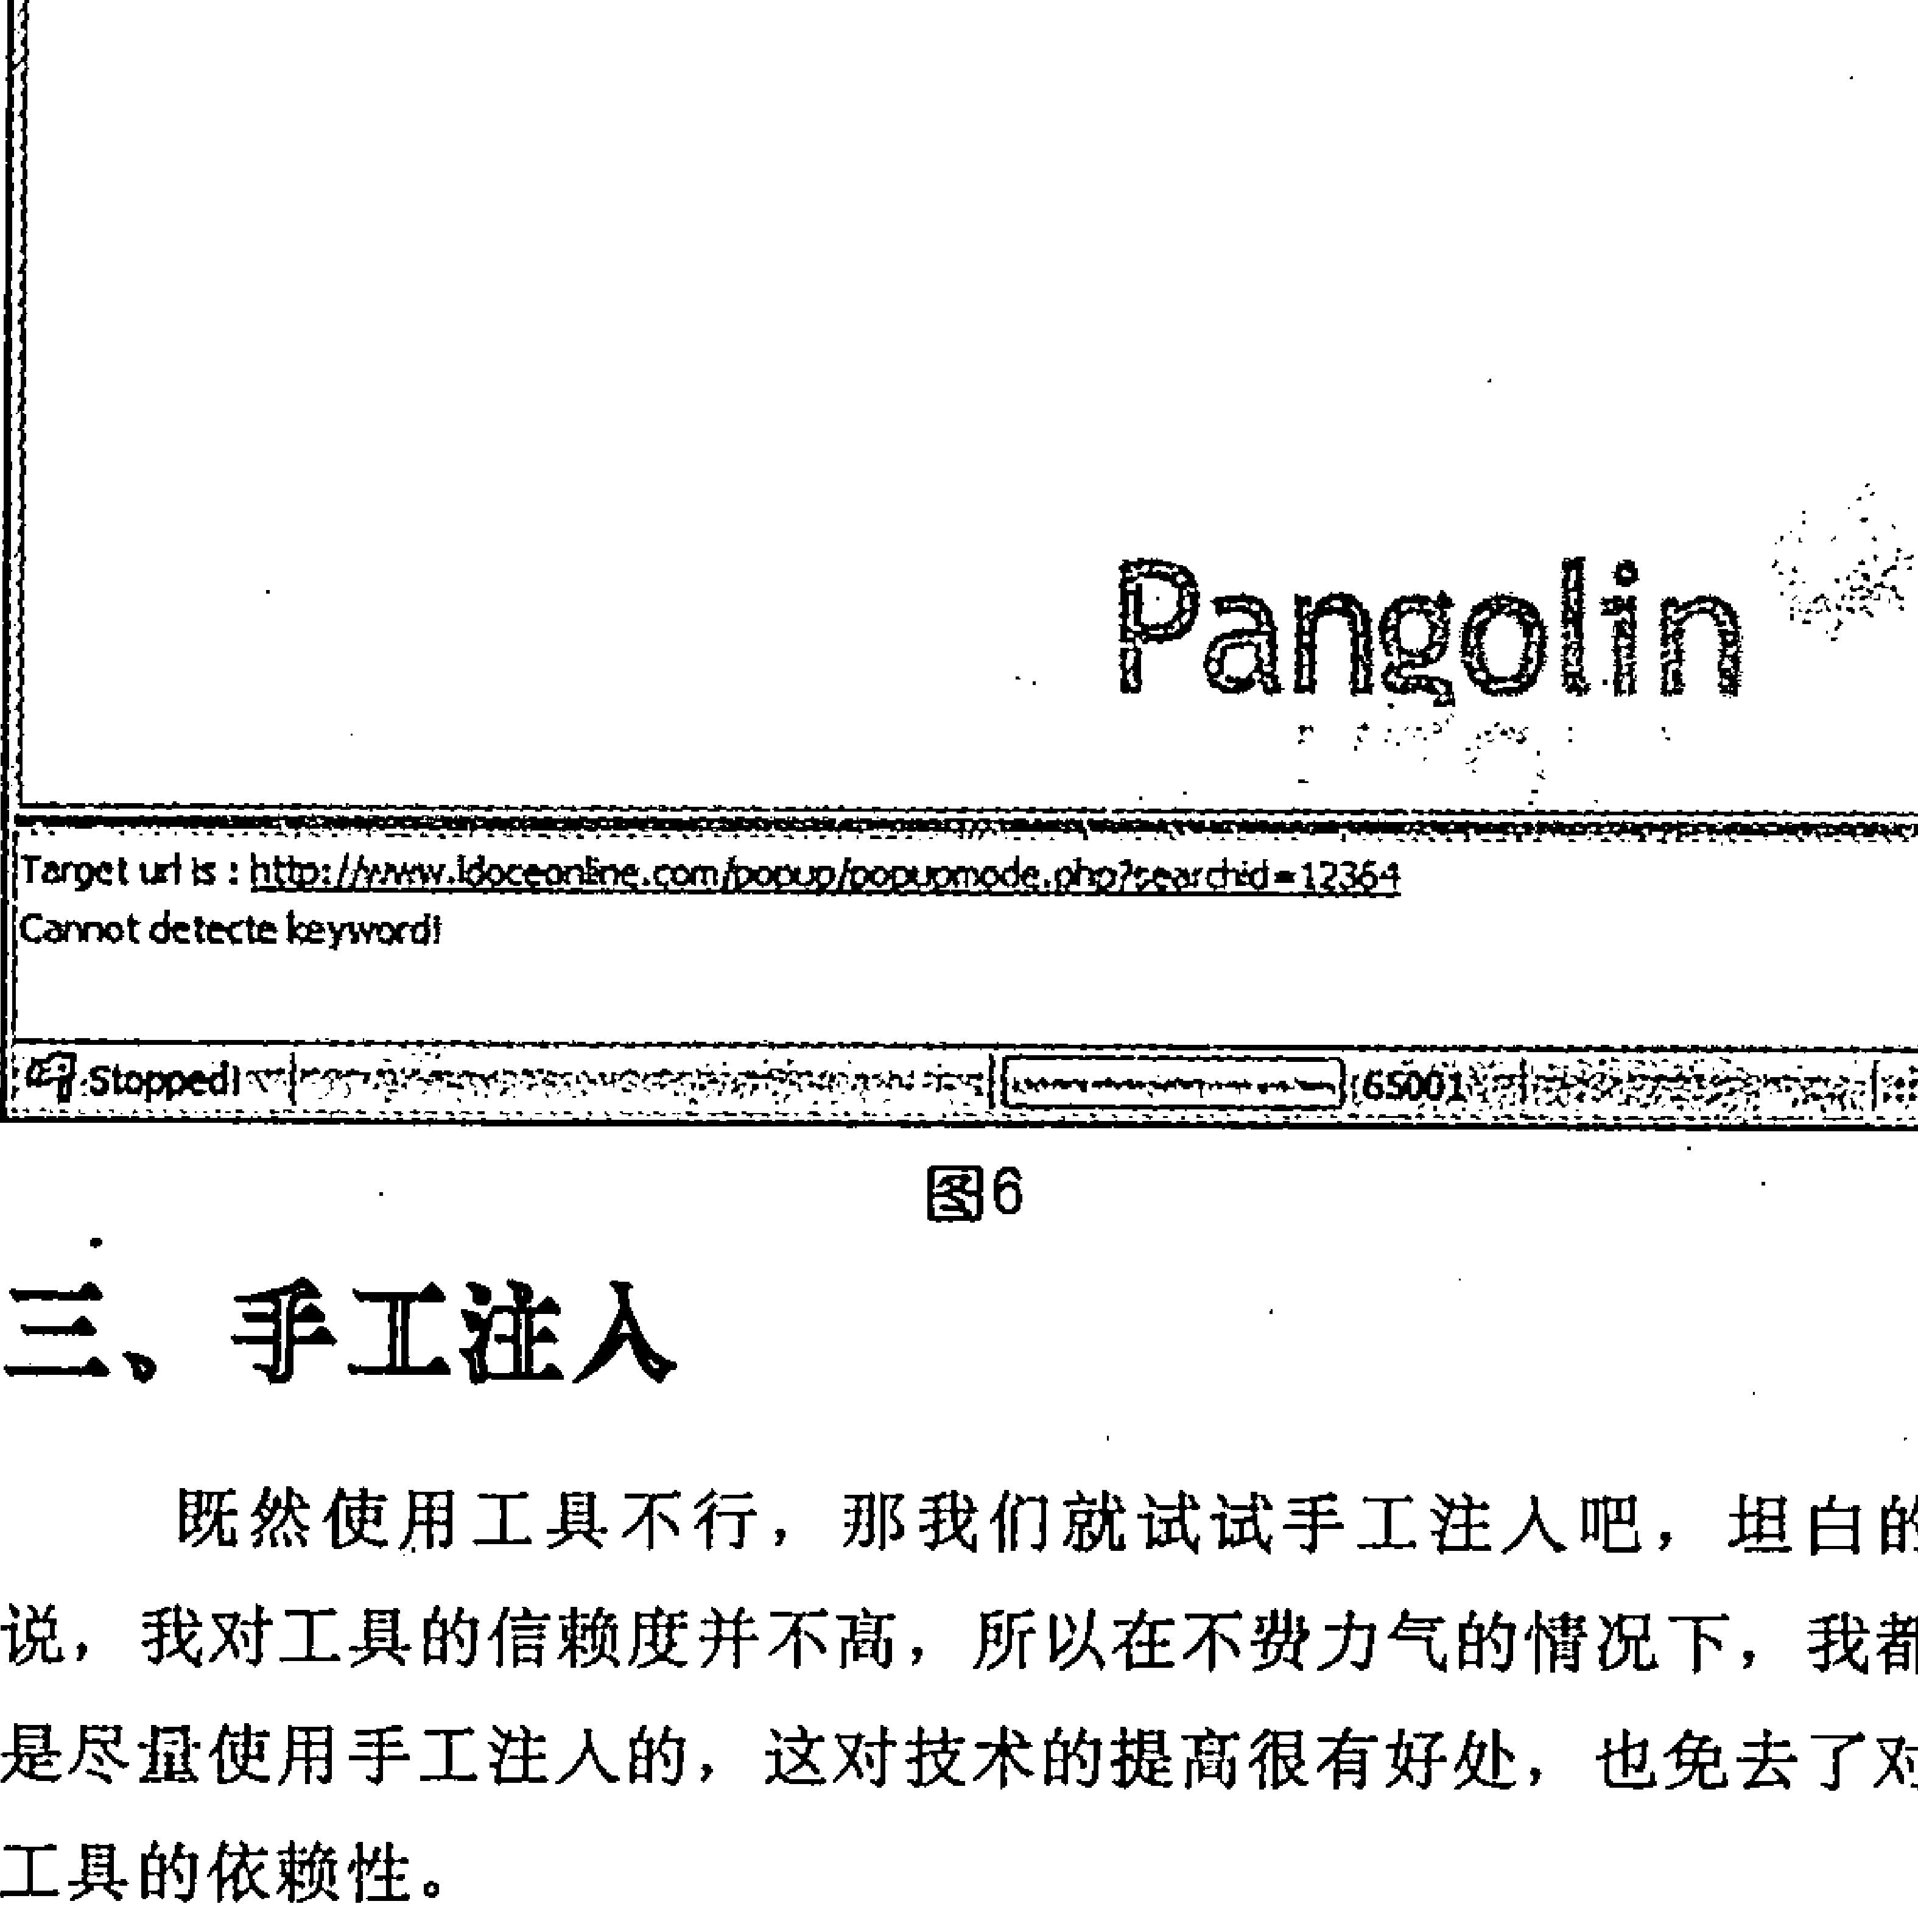 Pangolin
Target url is : http://www.ldoceonline.com/popup/popupmode.php?searchid=12364
Cannot detecte keyword!
Stopped! 65001
图6
三、手工注入
既然使用工具不行，那我们就试试手工注入吧，坦白的
说，我对工具的信赖度并不高，所以在不费力气的情况下，我都
是尽量使用手工注入的，这对技术的提高很有好处，也免去了对
工具的依赖性。